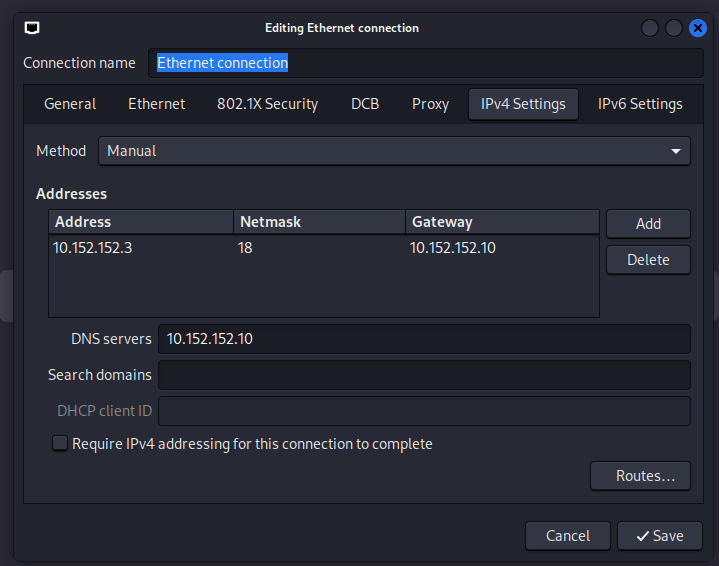 Editing Ethernet connection
Connection name Ethernet connection
General Ethernet 802.1X Security DCB Proxy IPv4 Settings IPv6 Settings
Method Manual
Addresses
Address Netmask Gateway
Add
10.152.152.3 18 10.152.152.10
Delete
DNS servers 10.152.152.10
Search domains
DHCP client ID
Require IPv4 addressing for this connection to complete
Routes...
Cancel Save